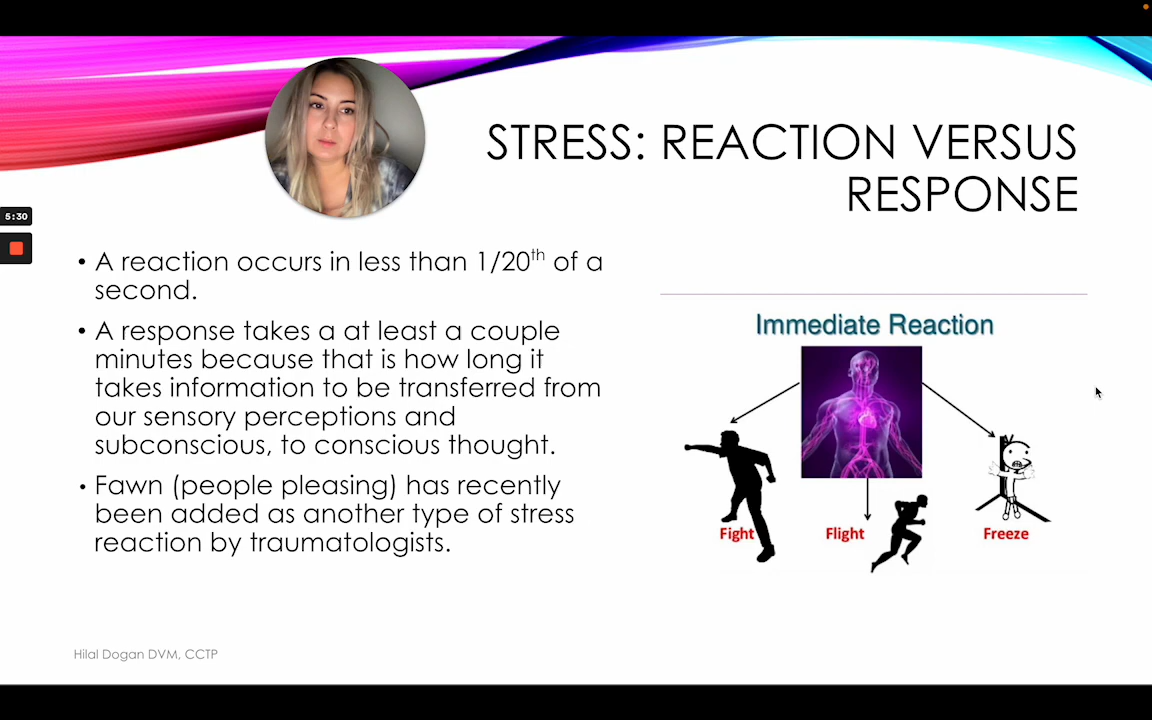 STRESS: REACTION VERSUS
RESPONSE
5:30
• A reaction occurs in less than 1/20th of a
second.
• A response takes a at least a couple
minutes because that is how long it
takes information to be transferred from
our sensory perceptions and
subconscious, to conscious thought.
• Fawn (people pleasing) has recently
been added as another type of stress
reaction by traumatologists.
Immediate Reaction
Fight
Flight
Freeze
Hilal Dogan DVM, CCTP